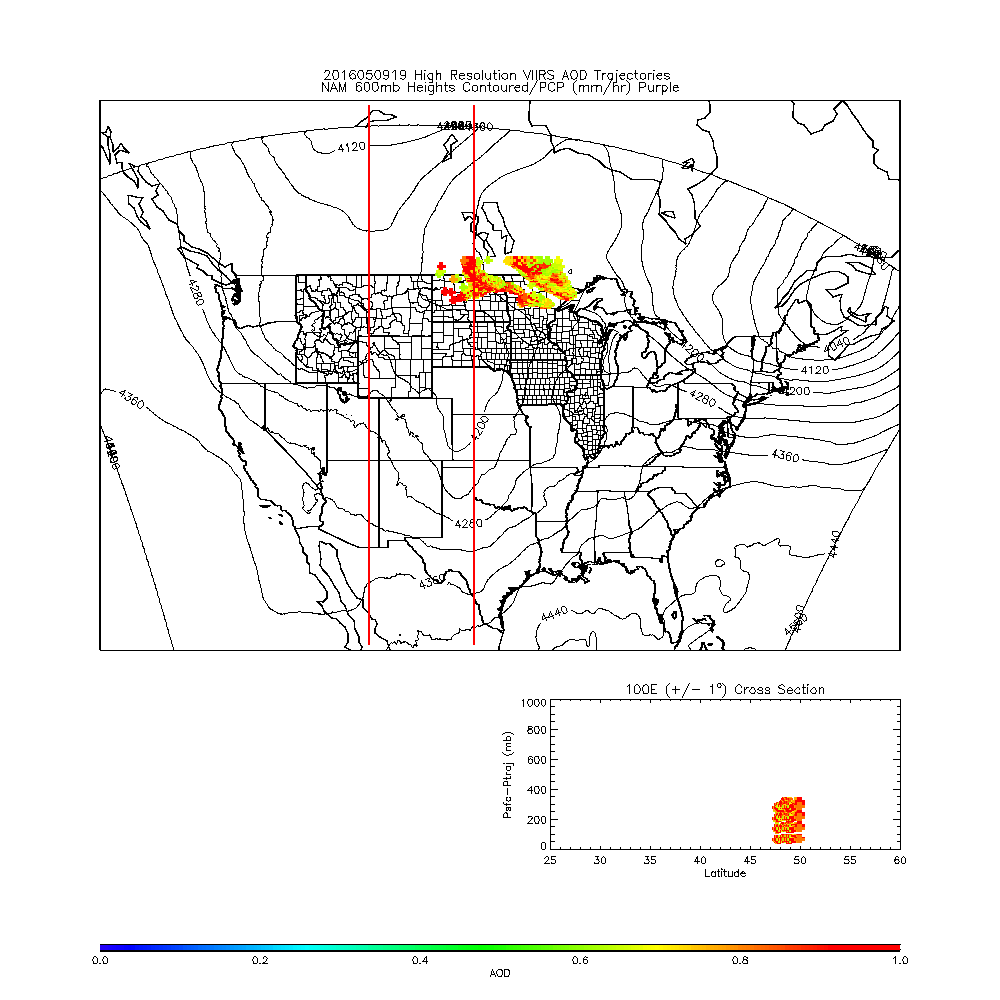 2016050919 High Resolution VIIRS AOD Trajectories
NAM 600mb Heights Contoured/PCP (mm/hr) Purple
4120
4280
4360
4200
4280
4360
4440
4040
4120
4200
4280
4360
4440
100E (+/- 1°) Cross Section
1000
800
600
400
200
0
Psfc-Ptraj (mb)
25 30 35 40 45 50 55 60
Latitude
0.0 0.2 0.4 0.6 0.8 1.0
AOD